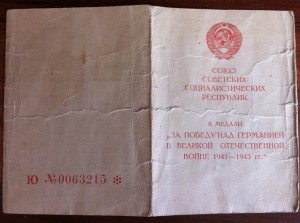 СОЮЗ
СОВЕТСКИХ
СОЦИАЛИСТИЧЕСКИХ
РЕСПУБЛИК
К МЕДАЛИ
„ЗА ПОБЕДУ НАД ГЕРМАНИЕЙ
В ВЕЛИКОЙ ОТЕЧЕСТВЕННОЙ
ВОЙНЕ 1941—1945 гг.“
Ю №0063215 *